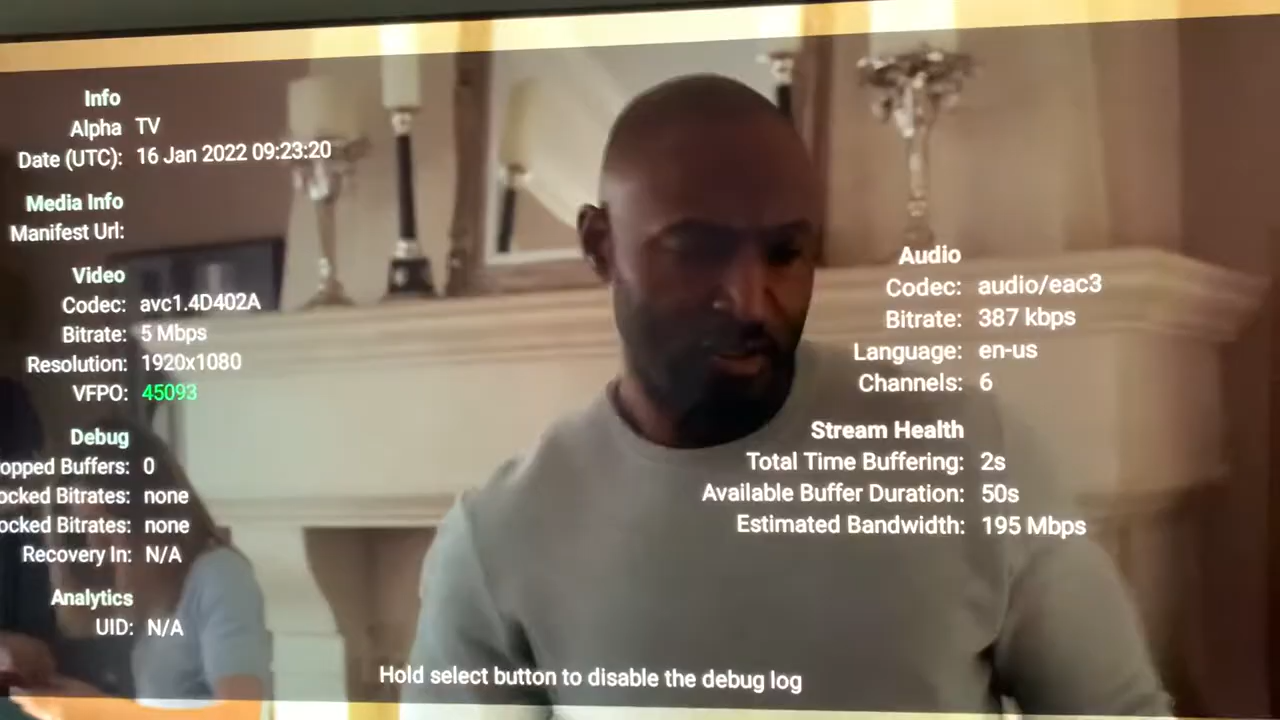 Info
Alpha TV
Date (UTC): 16 Jan 2022 09:23:20
Media Info
Manifest Url:
Video
Codec: avc1.4D402A
Bitrate: 5 Mbps
Resolution: 1920x1080
VFPO: 45093
Debug
opped Buffers: 0
ocked Bitrates: none
ocked Bitrates: none
Recovery In: N/A
Analytics
UID: N/A
Audio
Codec: audio/eac3
Bitrate: 387 kbps
Language: en-us
Channels: 6
Stream Health
Total Time Buffering: 2s
Available Buffer Duration: 50s
Estimated Bandwidth: 195 Mbps
Hold select button to disable the debug log